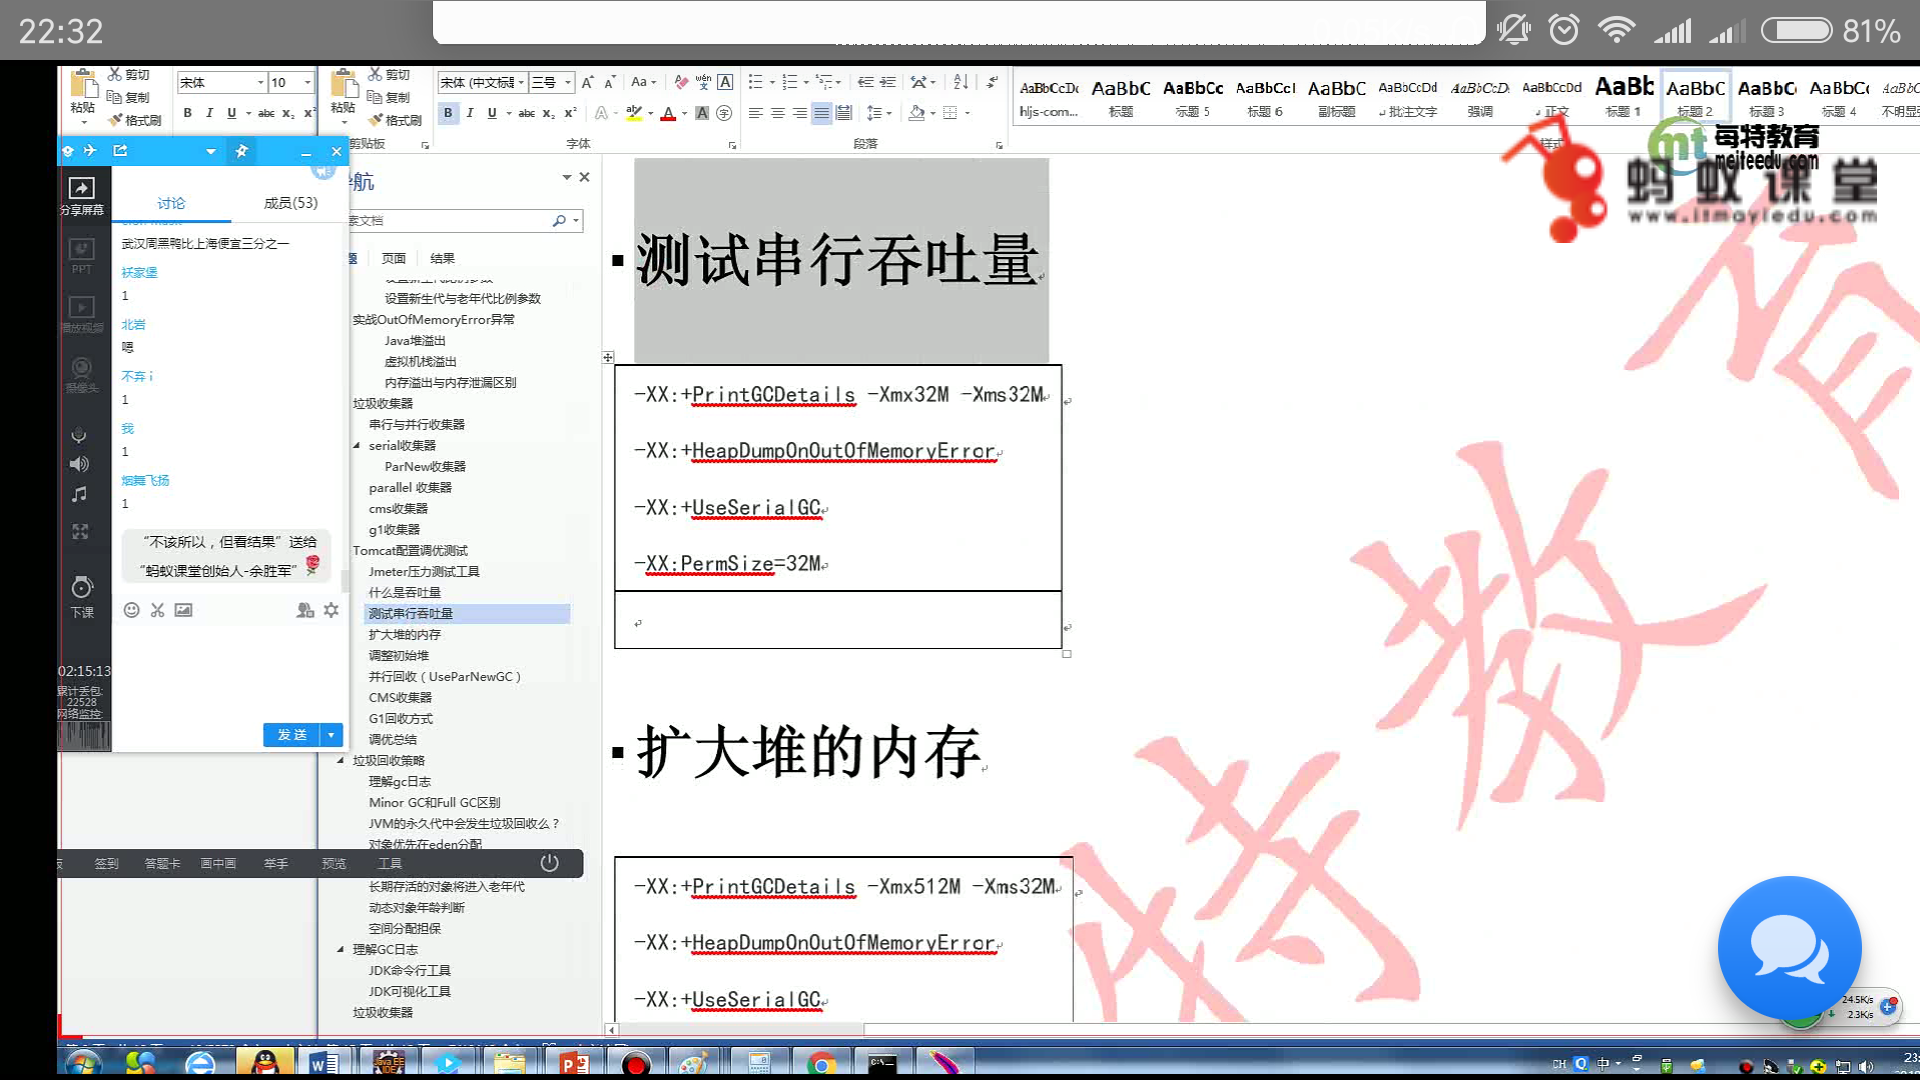 22:32
81%
剪切
复制
格式刷
粘贴
宋体
10
剪切
复制
格式刷
粘贴
宋体 (中文标题
三号
字体
段落
AaBbCcDc
hljs-com...
AaBbC
标题
AaBbCc
标题 5
AaBbCcI
标题 6
AaBbC
副标题
AaBbCcDd
批注文字
AaBbCcD.
强调
AaBbCcDd
正文
AaBb
标题 1
AaBbC
标题 2
AaBbC
标题 3
AaBbCc
标题 4
每特教育
meiteedu.com
蚂蚁课堂
www.itmayiedu.com
分享屏幕
PPT
播放视频
摄像头
下课
02:15:13
累计丢包:
22528
网络监控:
讨论
成员(53)
武汉周黑鸭比上海便宜三分之一
袄家堡
1
北岩
嗯
不弃 i
1
我
1
烟舞飞扬
1
“不该所以，但看结果”送给
“蚂蚁课堂创始人-余胜军”
发 送
签到
答题卡
画中画
举手
预览
工具
航
页面
结果
设置新生代与老年代比例参数
实战OutOfMemoryError异常
Java堆溢出
虚拟机栈溢出
内存溢出与内存泄漏区别
垃圾收集器
串行与并行收集器
serial收集器
ParNew收集器
parallel 收集器
cms收集器
g1收集器
Tomcat配置调优测试
Jmeter压力测试工具
什么是吞吐量
测试串行吞吐量
扩大堆的内存
调整初始堆
并行回收（UseParNewGC）
CMS收集器
G1回收方式
调优总结
垃圾回收策略
理解gc日志
Minor GC和Full GC区别
JVM的永久代中会发生垃圾回收么？
对象优先在eden分配
长期存活的对象将进入老年代
动态对象年龄判断
空间分配担保
理解GC日志
JDK命令行工具
JDK可视化工具
垃圾收集器
测试串行吞吐量
-XX:+PrintGCDetails -Xmx32M -Xms32M
-XX:+HeapDumpOnOutOfMemoryError
-XX:+UseSerialGC
-XX:PermSize=32M
扩大堆的内存
-XX:+PrintGCDetails -Xmx512M -Xms32M
-XX:+HeapDumpOnOutOfMemoryError
-XX:+UseSerialGC
特教育
24.5K/s
2.3K/s
CH
中